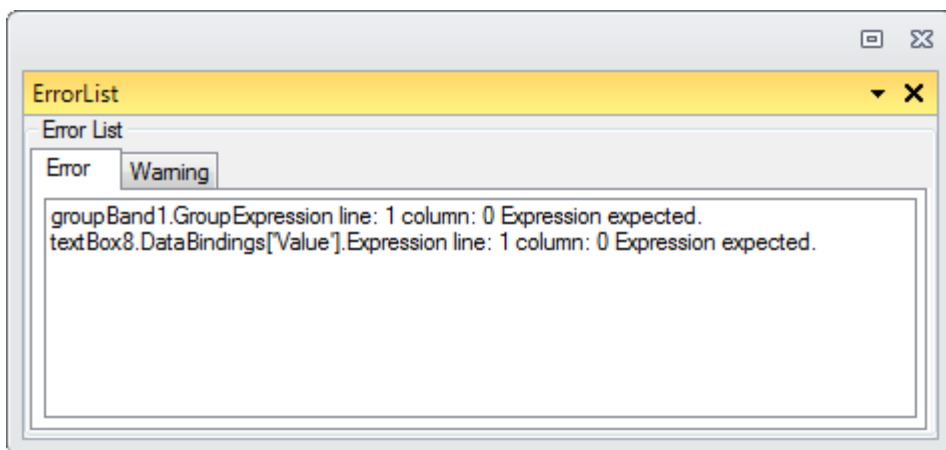 ErrorList
Error List
Error
Warning
groupBand1.GroupExpression line: 1 column: 0 Expression expected.
textBox8.DataBindings["Value"].Expression line: 1 column: 0 Expression expected.